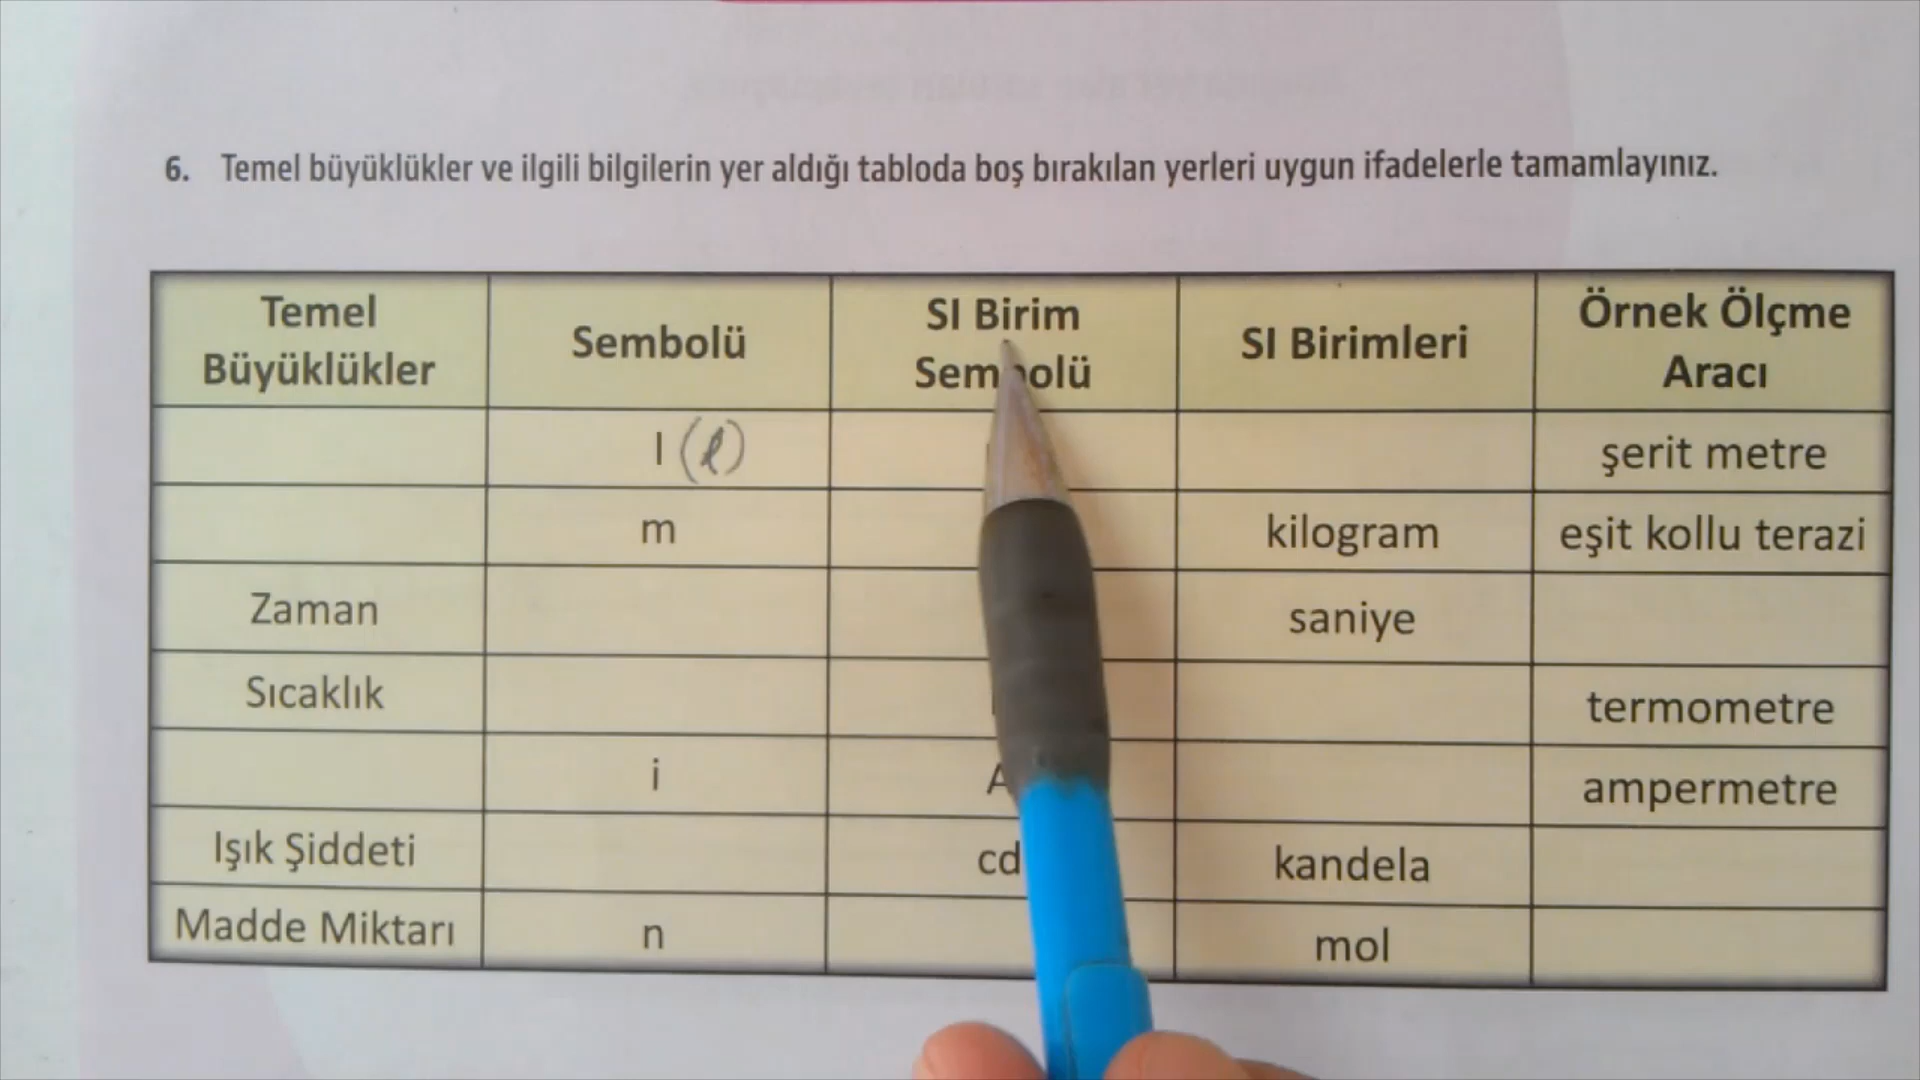 6. Temel büyüklükler ve ilgili bilgilerin yer aldığı tabloda boş bırakılan yerleri uygun ifadelerle tamamlayınız.
Temel Büyüklükler
Sembolü
SI Birim
SI Birimleri
Örnek Ölçme Aracı
l (ℓ)
şerit metre
m
kilogram
eşit kollu terazi
Zaman
saniye
Sıcaklık
termometre
i
A
ampermetre
Işık Şiddeti
cd
kandela
Madde Miktarı
n
mol